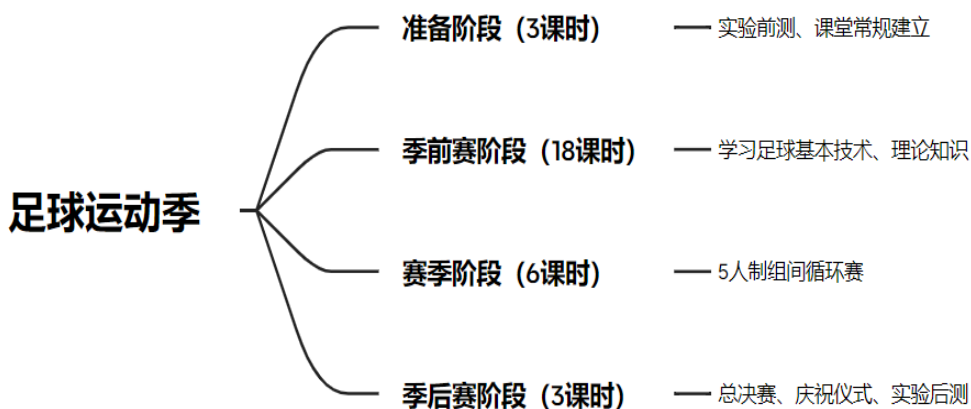 足球运动季
准备阶段（3课时）
实验前测、课堂常规建立
季前赛阶段（18课时）
学习足球基本技术、理论知识
赛季阶段（6课时）
5人制组间循环赛
季后赛阶段（3课时）
总决赛、庆祝仪式、实验后测